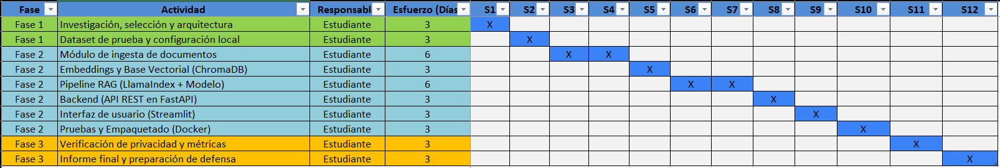 Fase Actividad Responsabl Esfuerzo (Días S1 S2 S3 S4 S5 S6 S7 S8 S9 S10 S11 S12
Fase 1 Investigación, selección y arquitectura Estudiante 3 X
Fase 1 Dataset de prueba y configuración local Estudiante 3 X
Fase 2 Módulo de ingesta de documentos Estudiante 6 X X
Fase 2 Embeddings y Base Vectorial (ChromaDB) Estudiante 3 X
Fase 2 Pipeline RAG (LlamaIndex + Modelo) Estudiante 6 X X
Fase 2 Backend (API REST en FastAPI) Estudiante 3 X
Fase 2 Interfaz de usuario (Streamlit) Estudiante 3 X
Fase 2 Pruebas y Empaquetado (Docker) Estudiante 3 X
Fase 3 Verificación de privacidad y métricas Estudiante 3 X
Fase 3 Informe final y preparación de defensa Estudiante 3 X